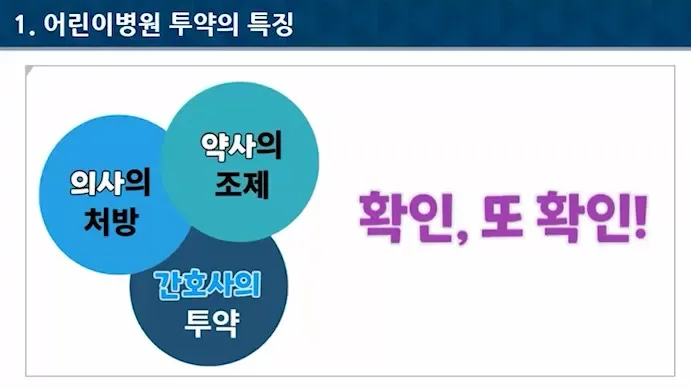 1. 어린이병원 투약의 특징
의사의
처방
약사의
조제
간호사의
투약
확인, 또 확인!